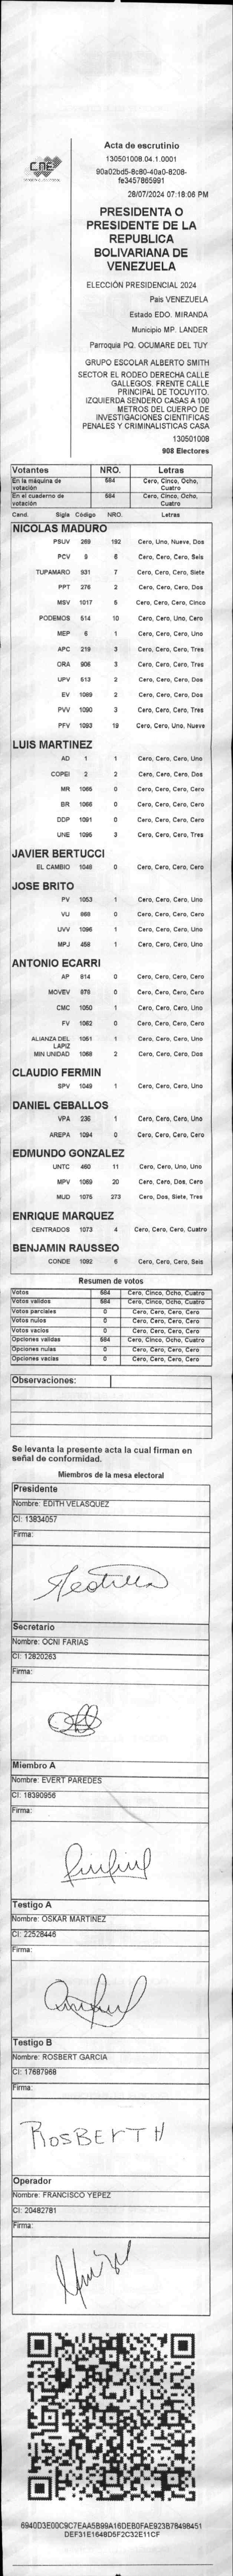 CNE
Acta de escrutinio
130501008.04.1.0001
90a02bd5-8c80-40a0-8208-
fe3457865991
28/07/2024 07:18:06 PM
PRESIDENTA O
PRESIDENTE DE LA
REPUBLICA
BOLIVARIANA DE
VENEZUELA
ELECCIÓN PRESIDENCIAL 2024
País VENEZUELA
Estado EDO. MIRANDA
Municipio MP. LANDER
Parroquia PQ. OCUMARE DEL TUY
GRUPO ESCOLAR ALBERTO SMITH
SECTOR EL RODEO DERECHA CALLE
GALLEGOS. FRENTE CALLE
PRINCIPAL DE TOCUYITO.
IZQUIERDA SENDERO CASAS A 100
METROS DEL CUERPO DE
INVESTIGACIONES CIENTIFICAS
PENALES Y CRIMINALISTICAS CASA
130501008
908 Electores
Votantes NRO. Letras
En la máquina de votación 584 Cero, Cinco, Ocho, Cuatro
En el cuaderno de votación 584 Cero, Cinco, Ocho, Cuatro
Cand. Sigla Código NRO. Letras
NICOLAS MADURO
PSUV 269 192 Cero, Uno, Nueve, Dos
PCV 9 6 Cero, Cero, Cero, Seis
TUPAMARO 931 7 Cero, Cero, Cero, Siete
PPT 276 2 Cero, Cero, Cero, Dos
MSV 1017 5 Cero, Cero, Cero, Cinco
PODEMOS 514 10 Cero, Cero, Uno, Cero
MEP 6 1 Cero, Cero, Cero, Uno
APC 219 3 Cero, Cero, Cero, Tres
ORA 906 3 Cero, Cero, Cero, Tres
UPV 513 2 Cero, Cero, Cero, Dos
EV 1089 2 Cero, Cero, Cero, Dos
PVV 1090 3 Cero, Cero, Cero, Tres
PFV 1093 19 Cero, Cero, Uno, Nueve
LUIS MARTINEZ
AD 1 1 Cero, Cero, Cero, Uno
COPEI 2 2 Cero, Cero, Cero, Dos
MR 1065 0 Cero, Cero, Cero, Cero
BR 1066 0 Cero, Cero, Cero, Cero
DDP 1091 0 Cero, Cero, Cero, Cero
UNE 1095 3 Cero, Cero, Cero, Tres
JAVIER BERTUCCI
EL CAMBIO 1048 0 Cero, Cero, Cero, Cero
JOSE BRITO
PV 1053 1 Cero, Cero, Cero, Uno
VU 868 0 Cero, Cero, Cero, Cero
UVV 1096 1 Cero, Cero, Cero, Uno
MPJ 458 1 Cero, Cero, Cero, Uno
ANTONIO ECARRI
AP 814 0 Cero, Cero, Cero, Cero
MOVEV 878 0 Cero, Cero, Cero, Cero
CMC 1050 1 Cero, Cero, Cero, Uno
FV 1062 0 Cero, Cero, Cero, Cero
ALIANZA DEL LAPIZ 1051 1 Cero, Cero, Cero, Uno
MIN UNIDAD 1068 2 Cero, Cero, Cero, Dos
CLAUDIO FERMIN
SPV 1049 1 Cero, Cero, Cero, Uno
DANIEL CEBALLOS
VPA 236 1 Cero, Cero, Cero, Uno
AREPA 1094 0 Cero, Cero, Cero, Cero
EDMUNDO GONZALEZ
UNTC 460 11 Cero, Cero, Uno, Uno
MPV 1069 20 Cero, Cero, Dos, Cero
MUD 1075 273 Cero, Dos, Siete, Tres
ENRIQUE MARQUEZ
CENTRADOS 1073 4 Cero, Cero, Cero, Cuatro
BENJAMIN RAUSSEO
CONDE 1092 6 Cero, Cero, Cero, Seis
Resumen de votos
Votos 584 Cero, Cinco, Ocho, Cuatro
Votos validos 584 Cero, Cinco, Ocho, Cuatro
Votos parciales 0 Cero, Cero, Cero, Cero
Votos nulos 0 Cero, Cero, Cero, Cero
Votos vacios 0 Cero, Cero, Cero, Cero
Opciones validas 584 Cero, Cinco, Ocho, Cuatro
Opciones nulas 0 Cero, Cero, Cero, Cero
Opciones vacias 0 Cero, Cero, Cero, Cero
Observaciones:
Se levanta la presente acta la cual firman en
señal de conformidad.
Miembros de la mesa electoral
Presidente
Nombre: EDITH VELASQUEZ
CI: 13834057
Firma:
Secretario
Nombre: OCNI FARIAS
CI: 12820263
Firma:
Miembro A
Nombre: EVERT PAREDES
CI: 18390956
Firma:
Testigo A
Nombre: OSKAR MARTINEZ
CI: 22528446
Firma:
Testigo B
Nombre: ROSBERT GARCIA
CI: 17687968
Firma:
ROSBERTH
Operador
Nombre: FRANCISCO YEPEZ
CI: 20482781
Firma:
6940D3E00C9C7EAA5B99A16DEB0FAE923B78498451
DEF31E1648D5F2C32E11CF